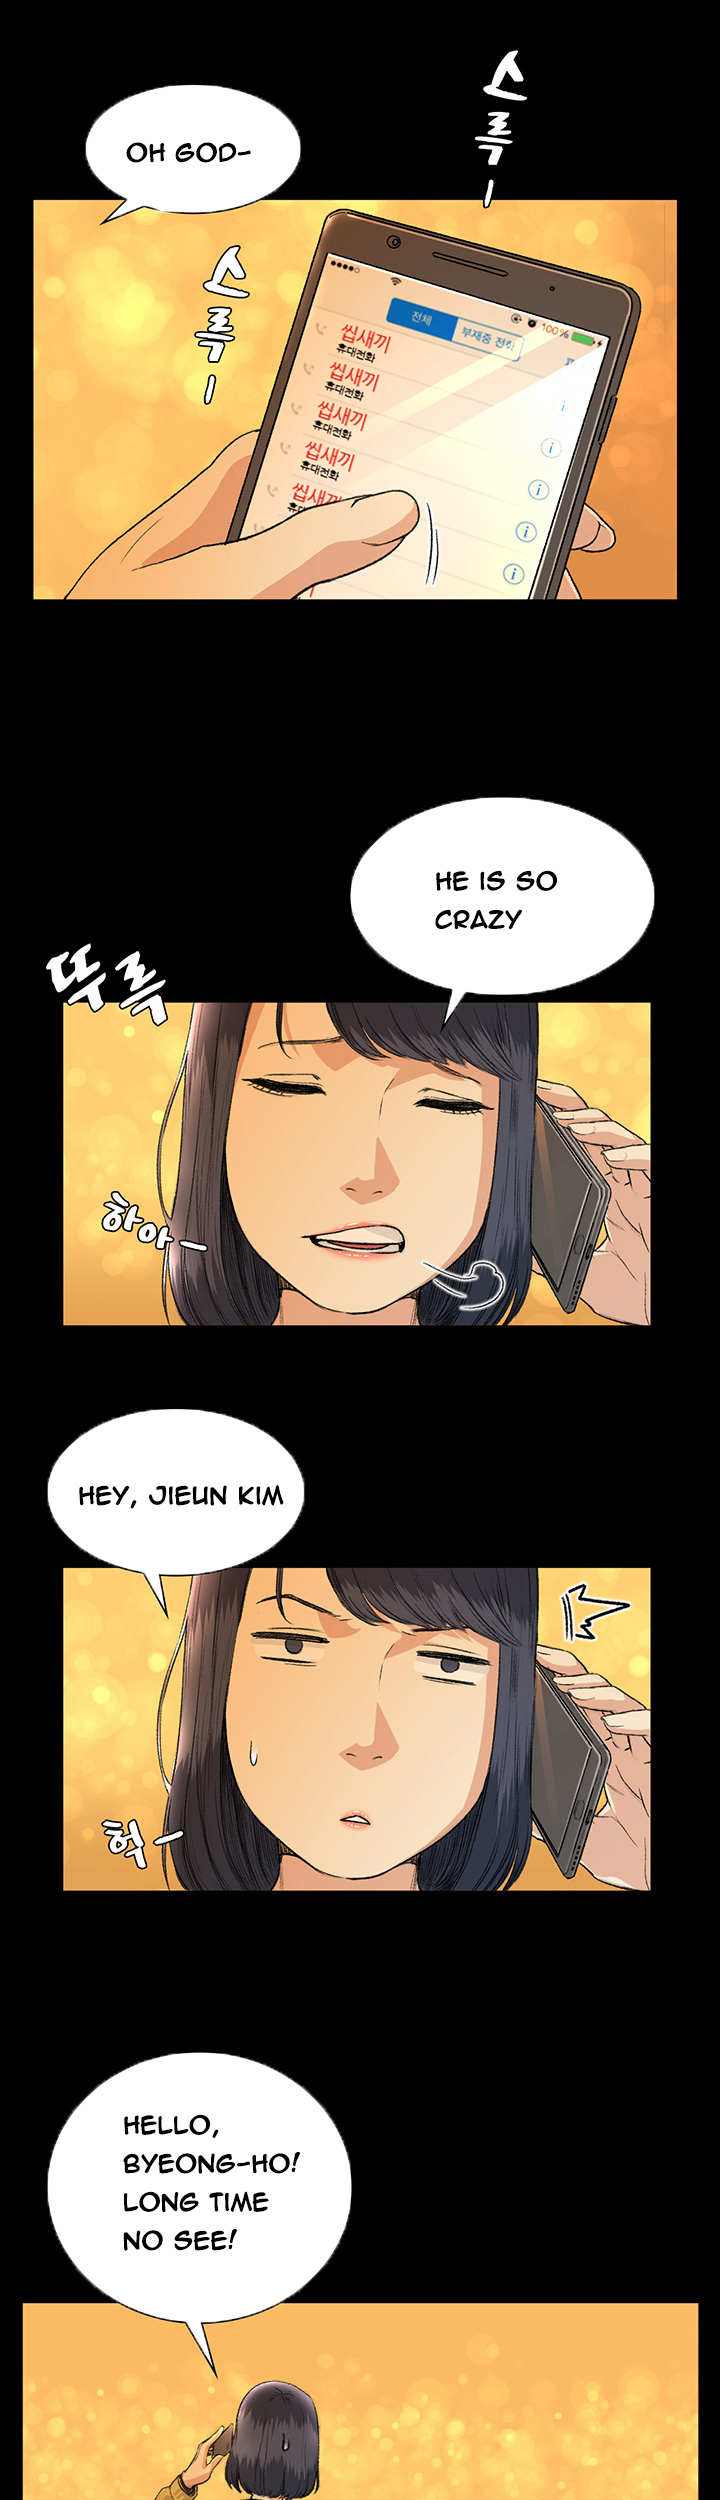 스륵-
OH GOD-
스륵-
100%
전체
부재중 전화
씹새끼
휴대전화
씹새끼
휴대전화
씹새끼
휴대전화
씹새끼
휴대전화
씹새끼
HE IS SO
CRAZY
뚜륵
하아-
HEY, JIEUN KIM
헉-
HELLO,
BYEONG-HO!
LONG TIME
NO SEE!